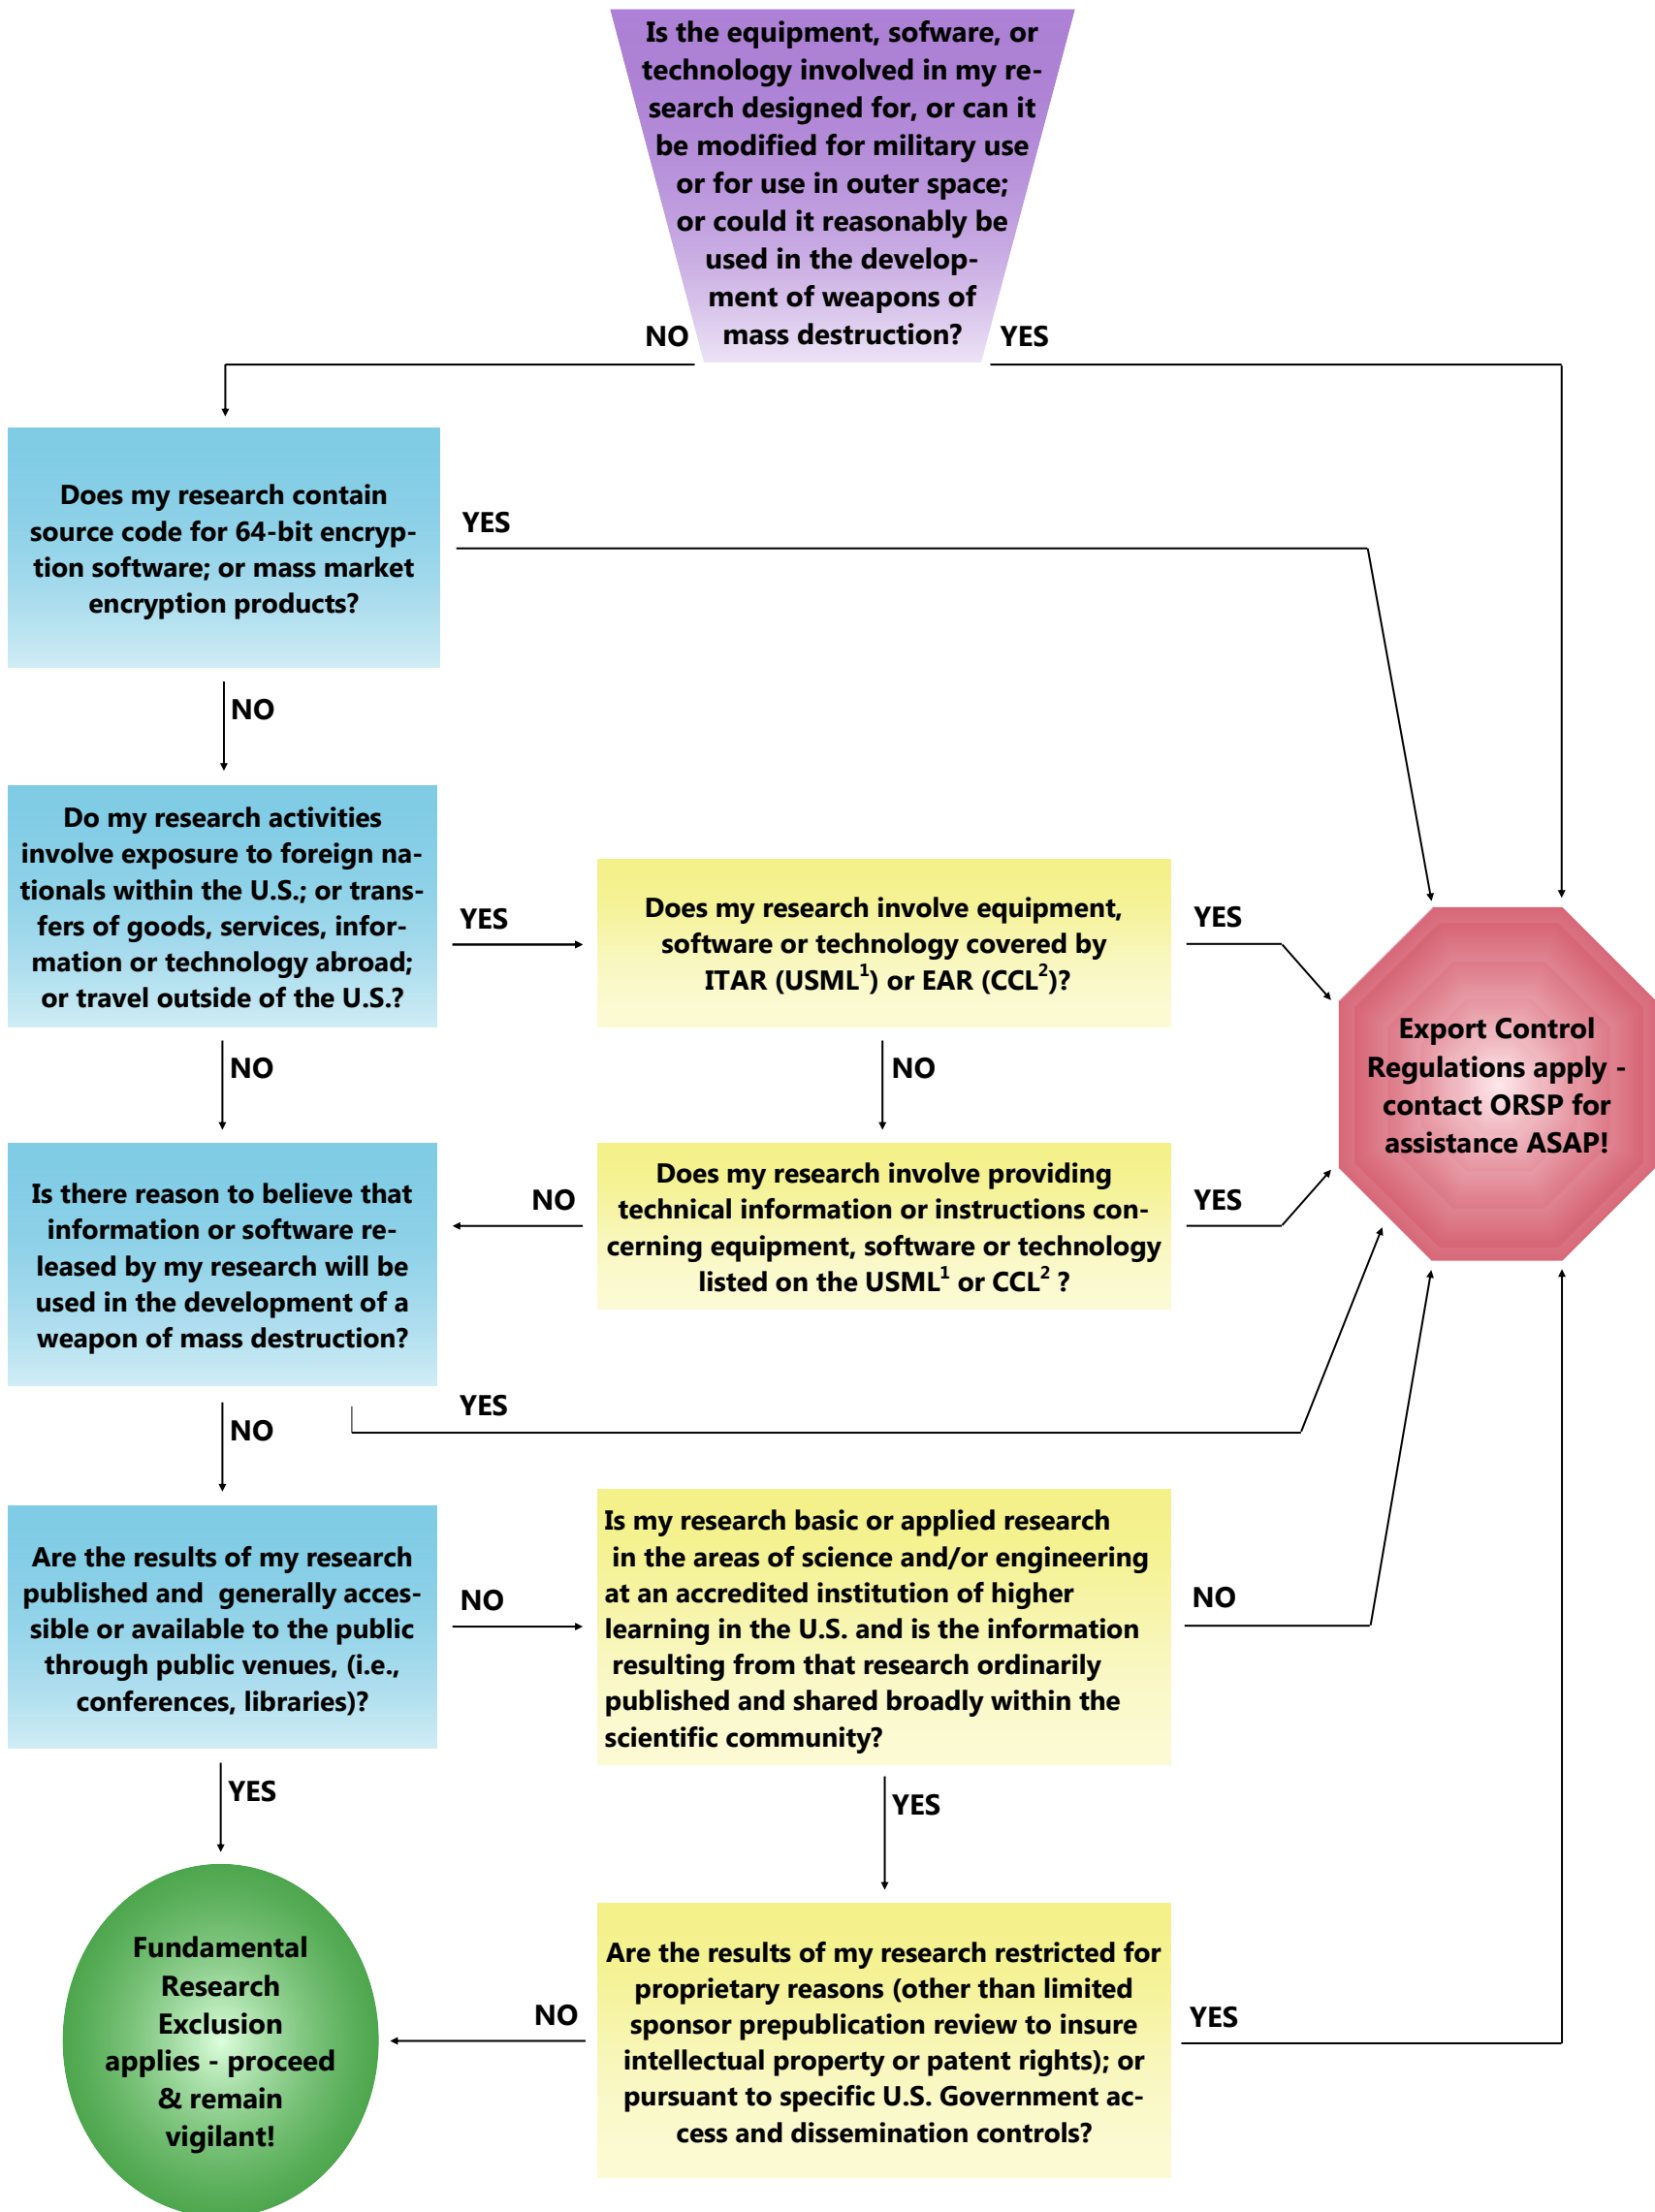 Is the equipment, sofware, or
technology involved in my re-
search designed for, or can it
be modified for military use
or for use in outer space;
or could it reasonably be
used in the develop-
ment of weapons of
mass destruction?
NO
YES
Does my research contain
source code for 64-bit encryp-
tion software; or mass market
encryption products?
YES
NO
Do my research activities
involve exposure to foreign na-
tionals within the U.S.; or trans-
fers of goods, services, infor-
mation or technology abroad;
or travel outside of the U.S.?
YES
Does my research involve equipment,
software or technology covered by
ITAR (USML¹) or EAR (CCL²)?
YES
Export Control
Regulations apply -
contact ORSP for
assistance ASAP!
NO
NO
Is there reason to believe that
information or software re-
leased by my research will be
used in the development of a
weapon of mass destruction?
NO
Does my research involve providing
technical information or instructions con-
cerning equipment, software or technology
listed on the USML¹ or CCL² ?
YES
YES
NO
Are the results of my research
published and  generally acces-
sible or available to the public
through public venues, (i.e.,
conferences, libraries)?
NO
Is my research basic or applied research
in the areas of science and/or engineering
at an accredited institution of higher
learning in the U.S. and is the information
resulting from that research ordinarily
published and shared broadly within the
scientific community?
NO
YES
YES
Fundamental
Research
Exclusion
applies - proceed
& remain
vigilant!
NO
Are the results of my research restricted for
proprietary reasons (other than limited
sponsor prepublication review to insure
intellectual property or patent rights); or
pursuant to specific U.S. Government ac-
cess and dissemination controls?
YES